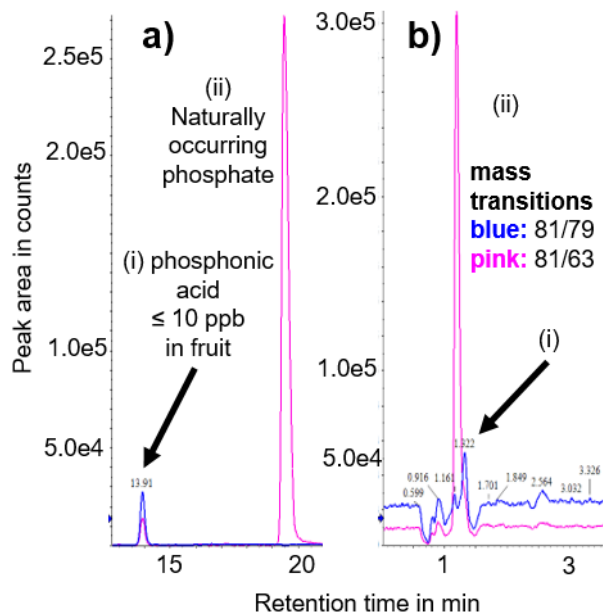 a)
b)
2.5e5
2.0e5
1.0e5
5.0e4
Peak area in counts
(ii)
Naturally
occurring
phosphate
(i) phosphonic
acid
≤ 10 ppb
in fruit
13.91
15
20
3.0e5
2.0e5
1.0e5
5.0e4
(ii)
mass
transitions
blue: 81/79
pink: 81/63
(i)
0.599
0.916
1.161
1.322
1.701
1.849
2.564
3.032
3.326
1
3
Retention time in min